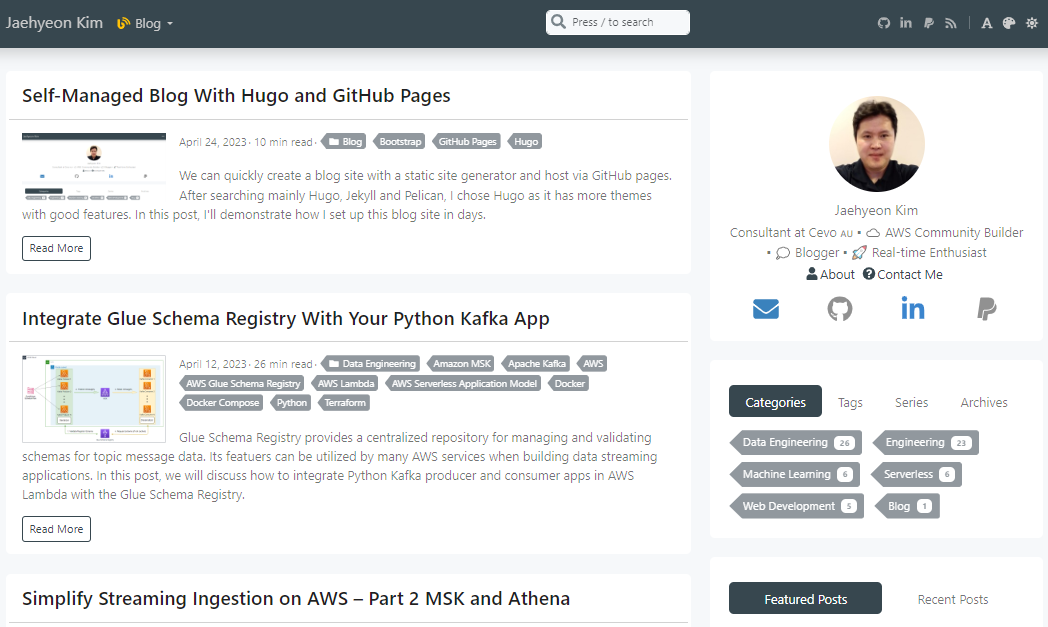 Jaehyeon Kim Blog Press / to search A
Self-Managed Blog With Hugo and GitHub Pages
April 24, 2023 · 10 min read · Blog Bootstrap GitHub Pages Hugo
We can quickly create a blog site with a static site generator and host via GitHub pages.
After searching mainly Hugo, Jekyll and Pelican, I chose Hugo as it has more themes
with good features. In this post, I'll demonstrate how I set up this blog site in days.
Read More
Integrate Glue Schema Registry With Your Python Kafka App
April 12, 2023 · 26 min read · Data Engineering Amazon MSK Apache Kafka AWS
AWS Glue Schema Registry AWS Lambda AWS Serverless Application Model Docker
Docker Compose Python Terraform
Glue Schema Registry provides a centralized repository for managing and validating
schemas for topic message data. Its featuers can be utilized by many AWS services when building data streaming
applications. In this post, we will discuss how to integrate Python Kafka producer and consumer apps in AWS
Lambda with the Glue Schema Registry.
Read More
Simplify Streaming Ingestion on AWS – Part 2 MSK and Athena
Jaehyeon Kim
Consultant at Cevo AU • AWS Community Builder
• Blogger • Real-time Enthusiast
About Contact Me
in
Categories Tags Series Archives
Data Engineering 26 Engineering 23
Machine Learning 6 Serverless 6
Web Development 5 Blog 1
Featured Posts Recent Posts